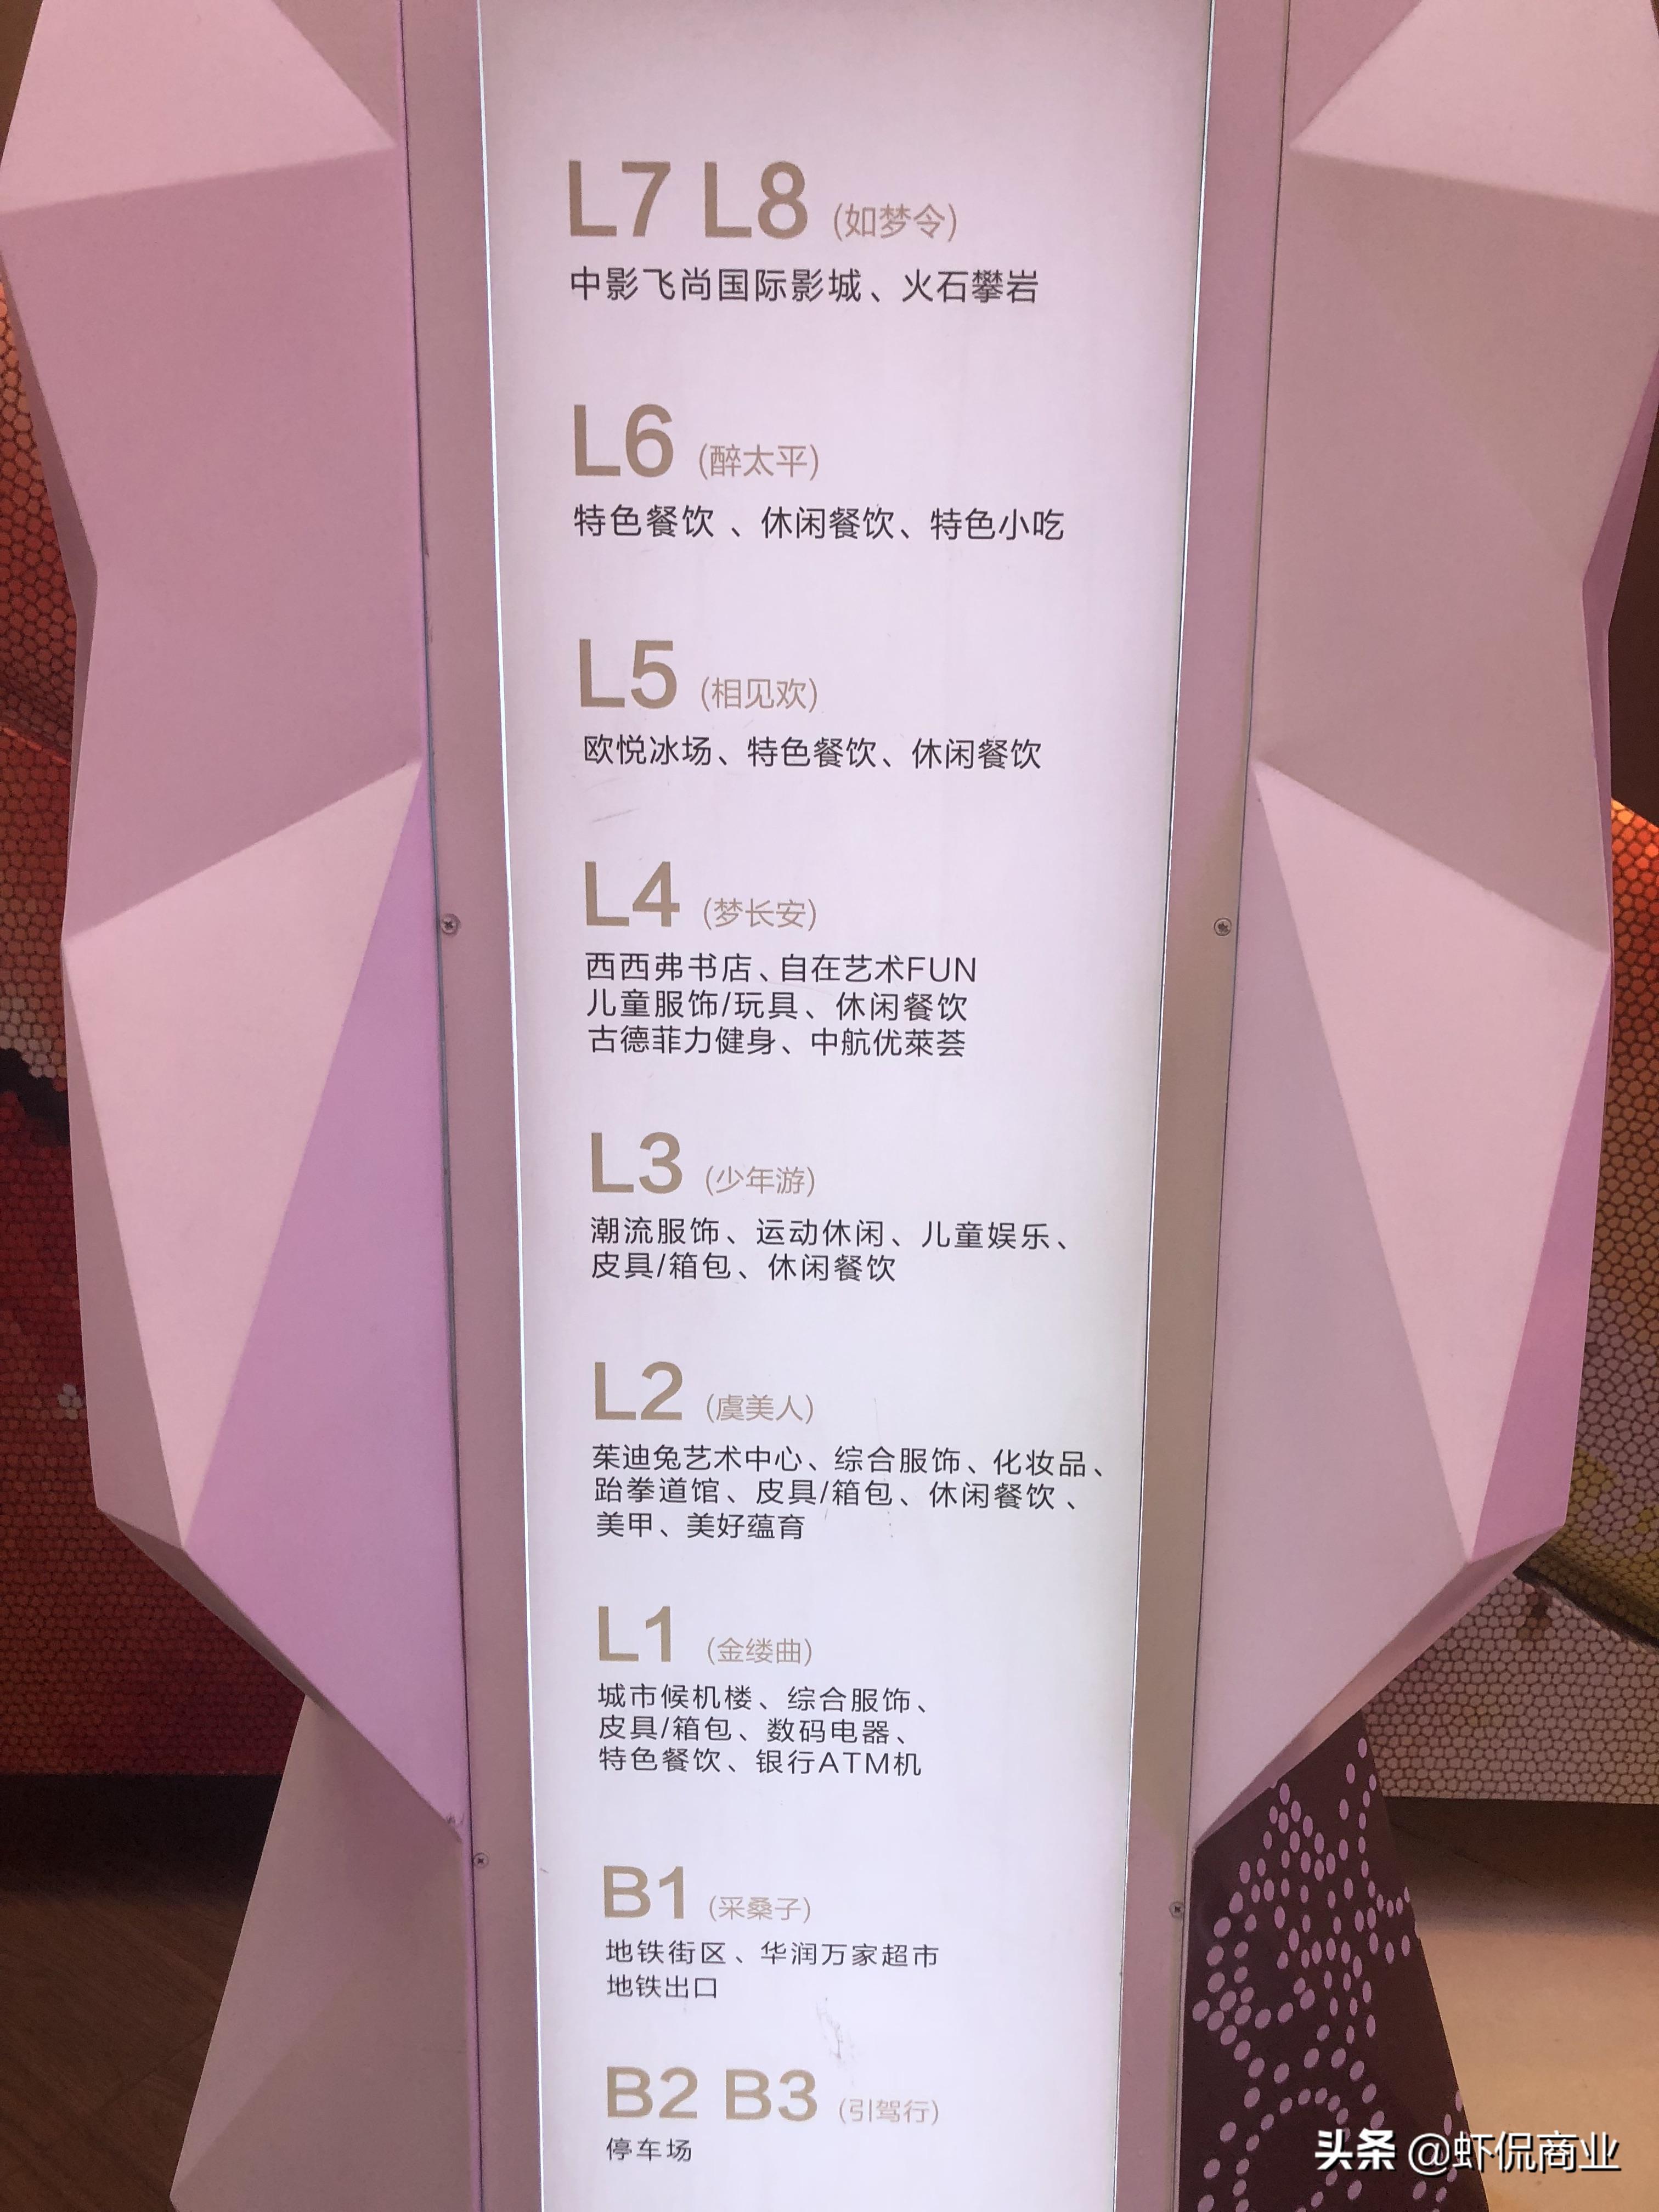 L7 L8 (如梦令)
中影飞尚国际影城、火石攀岩
L6 (醉太平)
特色餐饮 、休闲餐饮、特色小吃
L5 (相见欢)
欧悦冰场、特色餐饮、休闲餐饮
L4 (梦长安)
西西弗书店、自在艺术FUN
儿童服饰/玩具、休闲餐饮
古德菲力健身、中航优莱荟
L3 (少年游)
潮流服饰、运动休闲、儿童娱乐、
皮具/箱包、休闲餐饮
L2 (虞美人)
茱迪兔艺术中心、综合服饰、化妆品、
跆拳道馆、皮具/箱包、休闲餐饮 、
美甲、美好蕴育
L1 (金缕曲)
城市候机楼、综合服饰、
皮具/箱包、数码电器、
特色餐饮、银行ATM机
B1 (采桑子)
地铁街区、华润万家超市
地铁出口
B2 B3 (引驾行)
停车场
头条 @虾侃商业